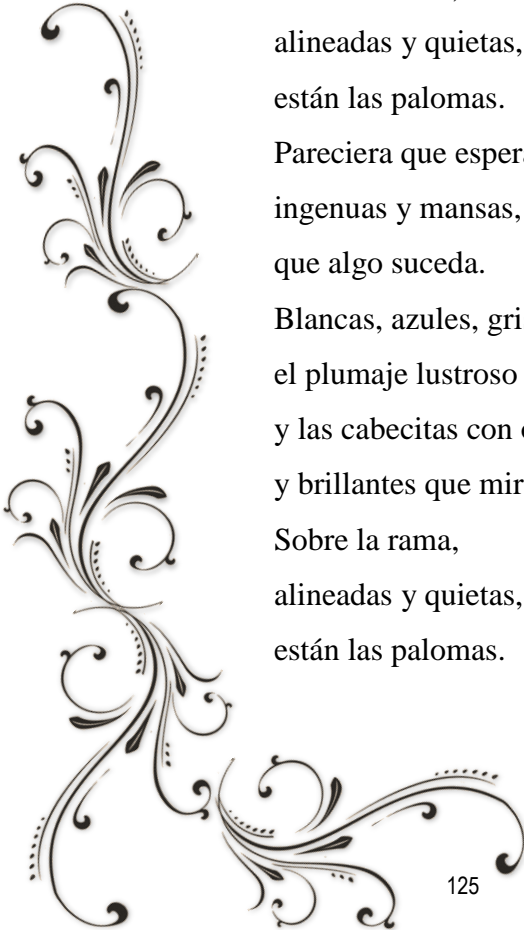 alineadas y quietas,
están las palomas.
Pareciera que
ingenuas y mansas,
que algo suceda.
Blancas, azules,
el plumaje lustroso
y las cabecitas con
y brillantes que
Sobre la rama,
alineadas y quietas,
están las palomas.
125